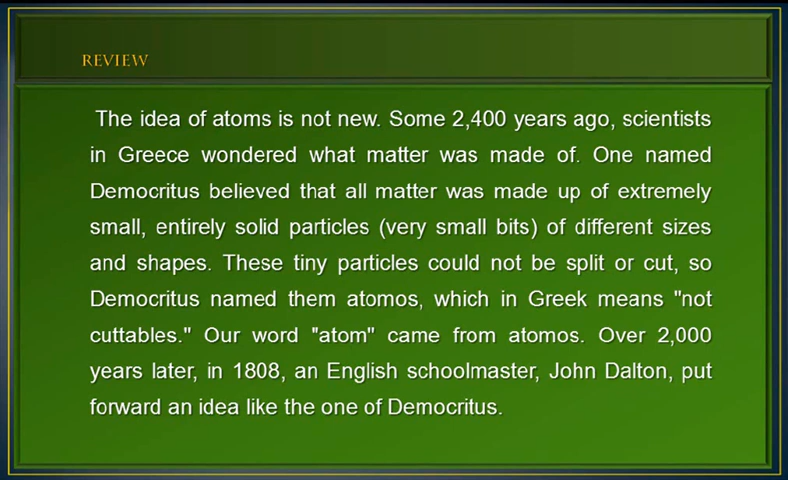 REVIEW
The idea of atoms is not new. Some 2,400 years ago, scientists
in Greece wondered what matter was made of. One named
Democritus believed that all matter was made up of extremely
small, entirely solid particles (very small bits) of different sizes
and shapes. These tiny particles could not be split or cut, so
Democritus named them atomos, which in Greek means "not
cuttables." Our word "atom" came from atomos. Over 2,000
years later, in 1808, an English schoolmaster, John Dalton, put
forward an idea like the one of Democritus.